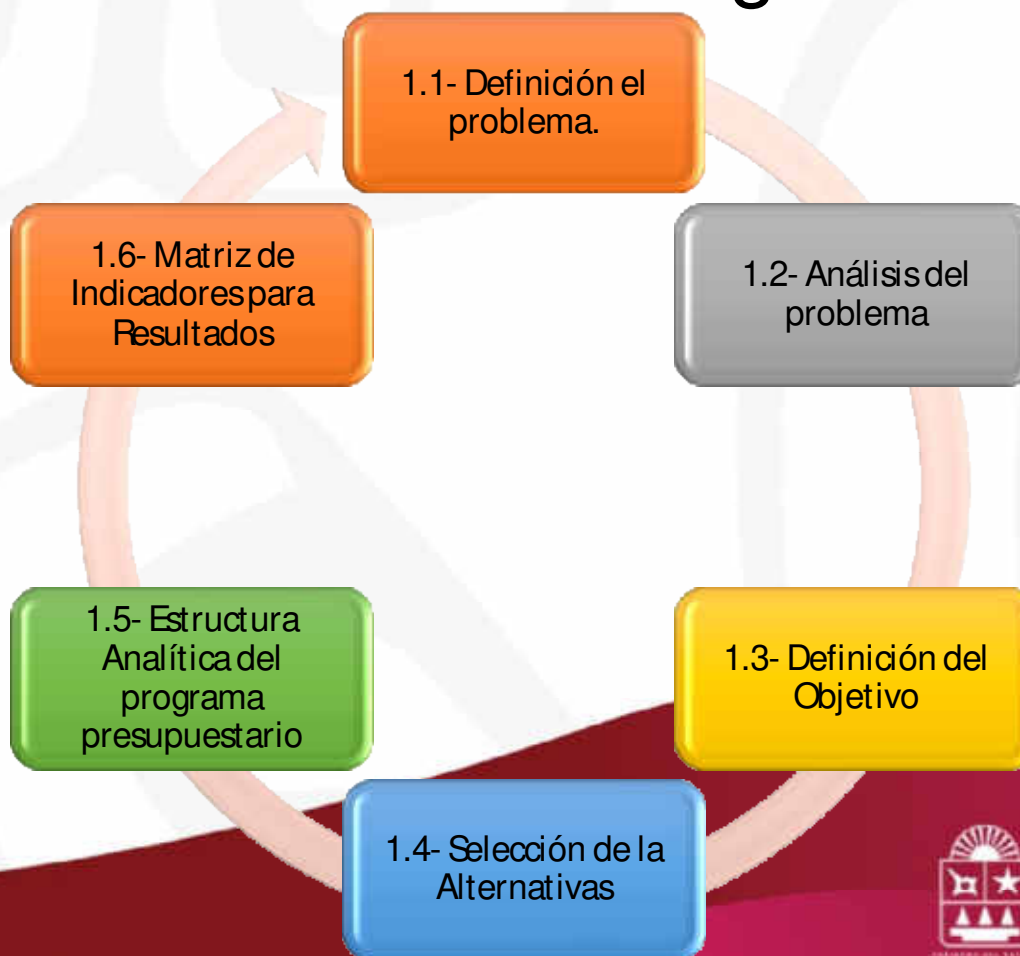 1.1- Definición el
problema.
1.2- Análisis del
problema
1.3- Definición del
Objetivo
1.4- Selección de la
Alternativas
1.5- Estructura
Analítica del
programa
presupuestario
1.6- Matriz de
Indicadores para
Resultados